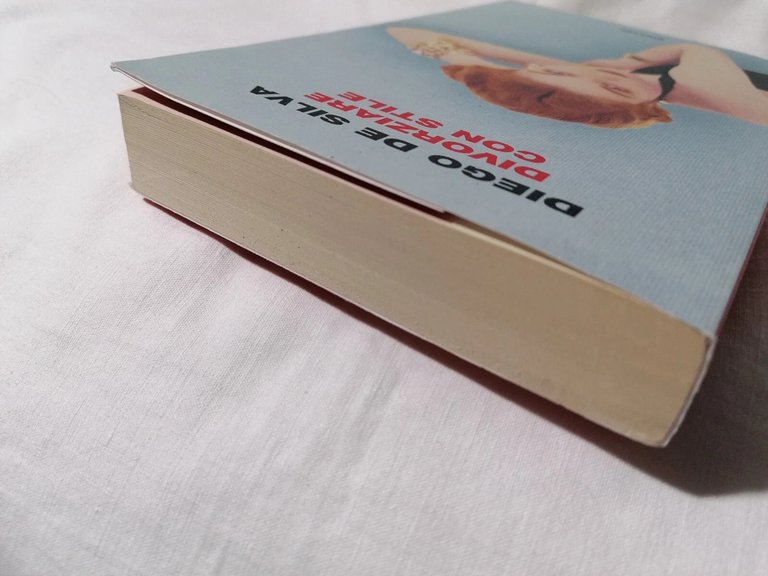 DIEGO DE SILVA
DIVORZIARE
CON STILE